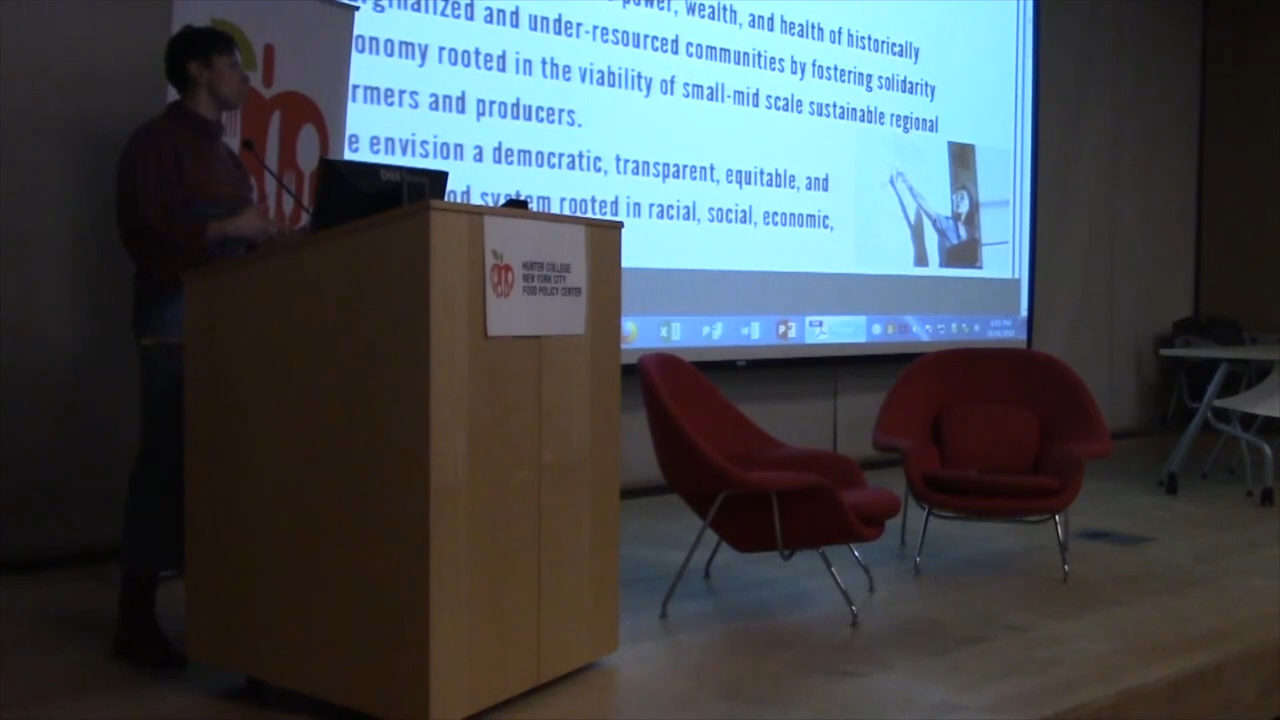 power, wealth, and health of historically
rginalized and under-resourced communities by fostering solidarity
onomy rooted in the viability of small-mid scale sustainable regional
rmers and producers.
e envision a democratic, transparent, equitable, and
od system rooted in racial, social, economic,
HUNTER COLLEGE
NEW YORK CITY
FOOD POLICY CENTER